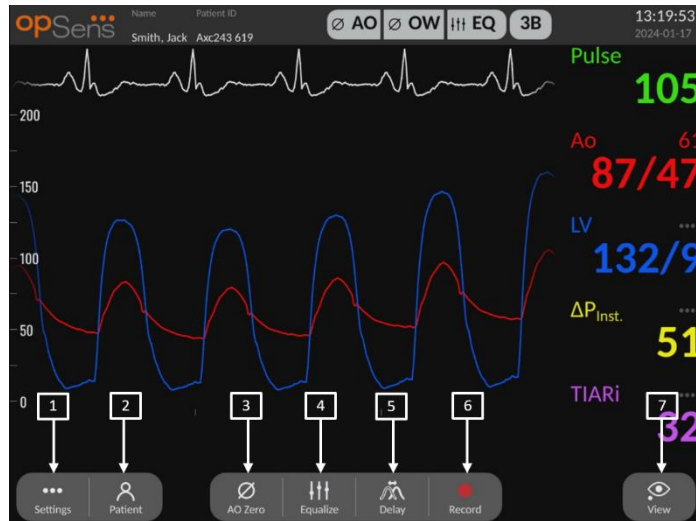 opSens
Name Patient ID
Smith, Jack Axc243 619
Ø AO Ø OW EQ 3B
13:19:53
2024-01-17
Pulse
105
Ao 61
87/47
LV
132/9
ΔPInst.
51
TIARi
32
200
150
100
50
0
1 2 3 4 5 6 7
Settings Patient AO Zero Equalize Delay Record View